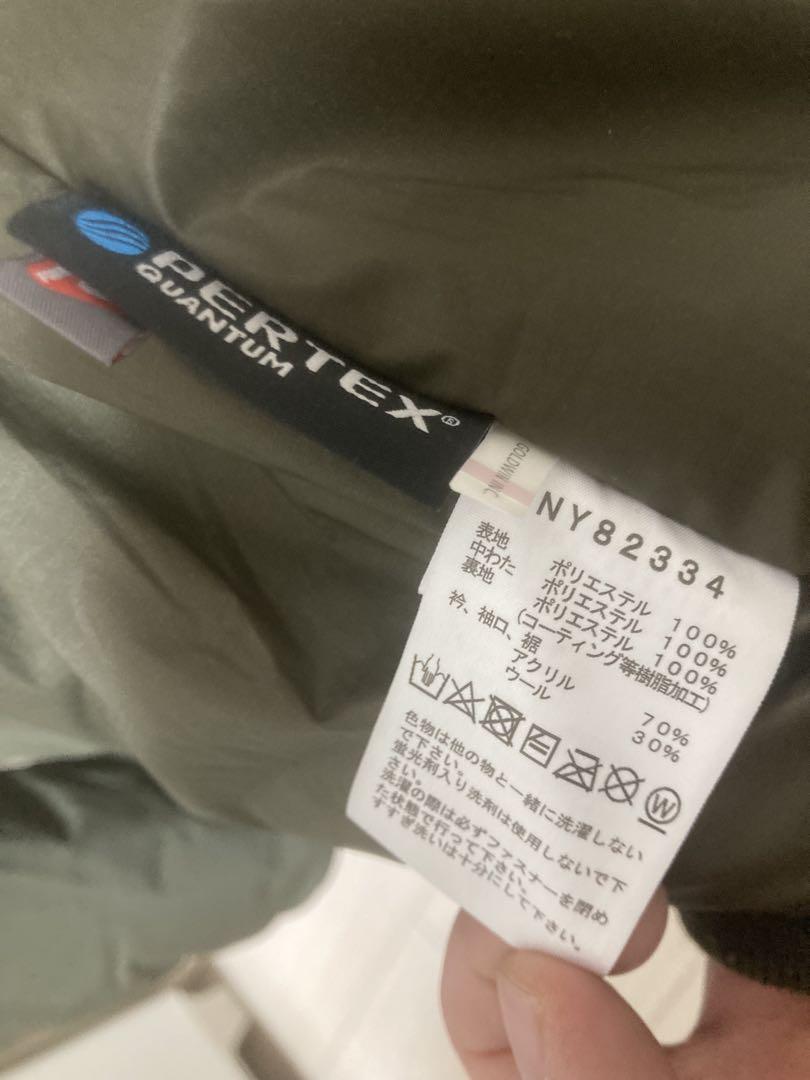 PERTEX®
QUANTUM
GOLDWIN INC
NY82334
表地 ポリエステル 100%
中わた ポリエステル 100%
裏地 ポリエステル 100%
(コーティング等樹脂加工)
衿、袖口、裾
アクリル 70%
ウール 30%
W
色物は他の物と一緒に洗濯しない
で下さい。
蛍光剤入り洗剤は使用しないで下
さい。
洗濯の際は必ずファスナーを閉め
た状態で行って下さい。
すすぎ洗いは十分にして下さい。